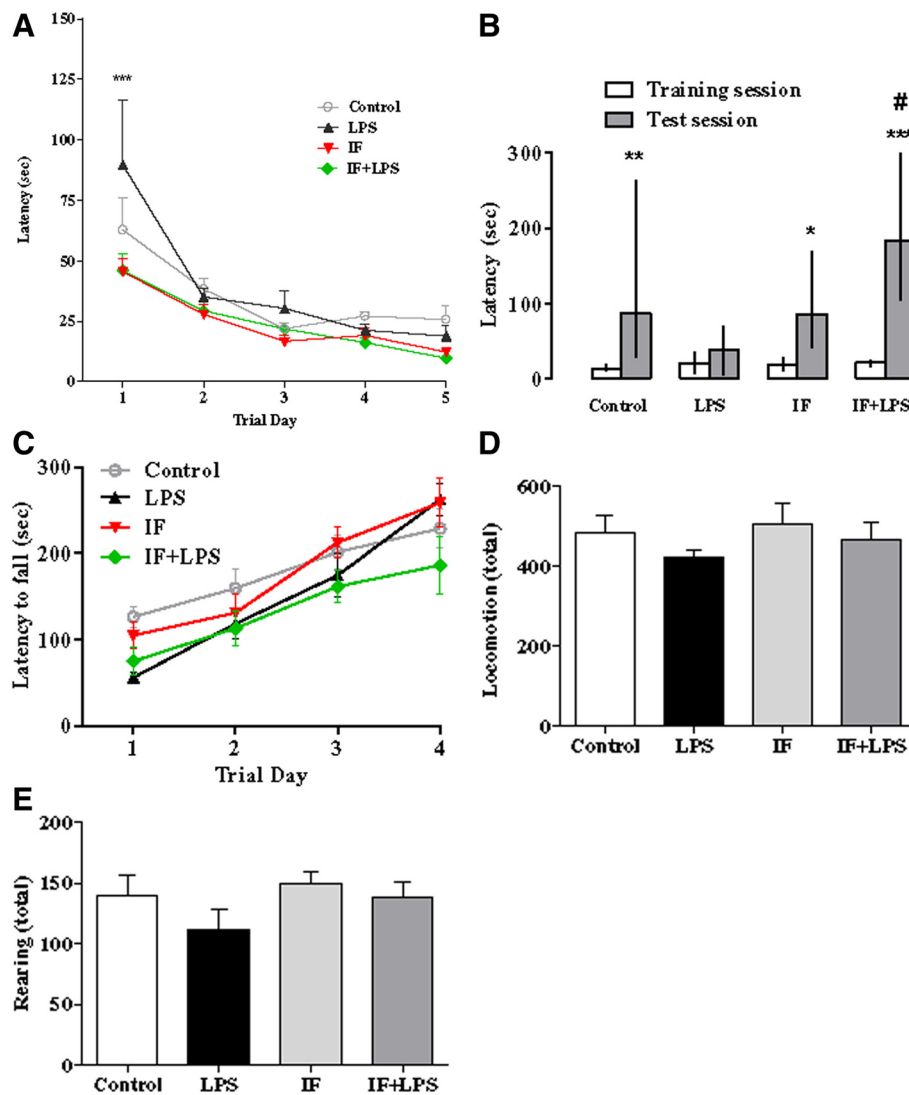 A
150
125
100
75
50
25
0
Latency (sec)
***
Control
LPS
IF
IF+LPS
1 2 3 4 5
Trial Day
B
Training session
Test session
#
300
200
100
0
Latency (sec)
**
*
***
Control LPS IF IF+LPS
C
300
200
100
0
Latency to fall (sec)
Control
LPS
IF
IF+LPS
1 2 3 4
Trial Day
D
600
400
200
0
Locomotion (total)
Control LPS IF IF+LPS
E
200
150
100
50
0
Rearing (total)
Control LPS IF IF+LPS